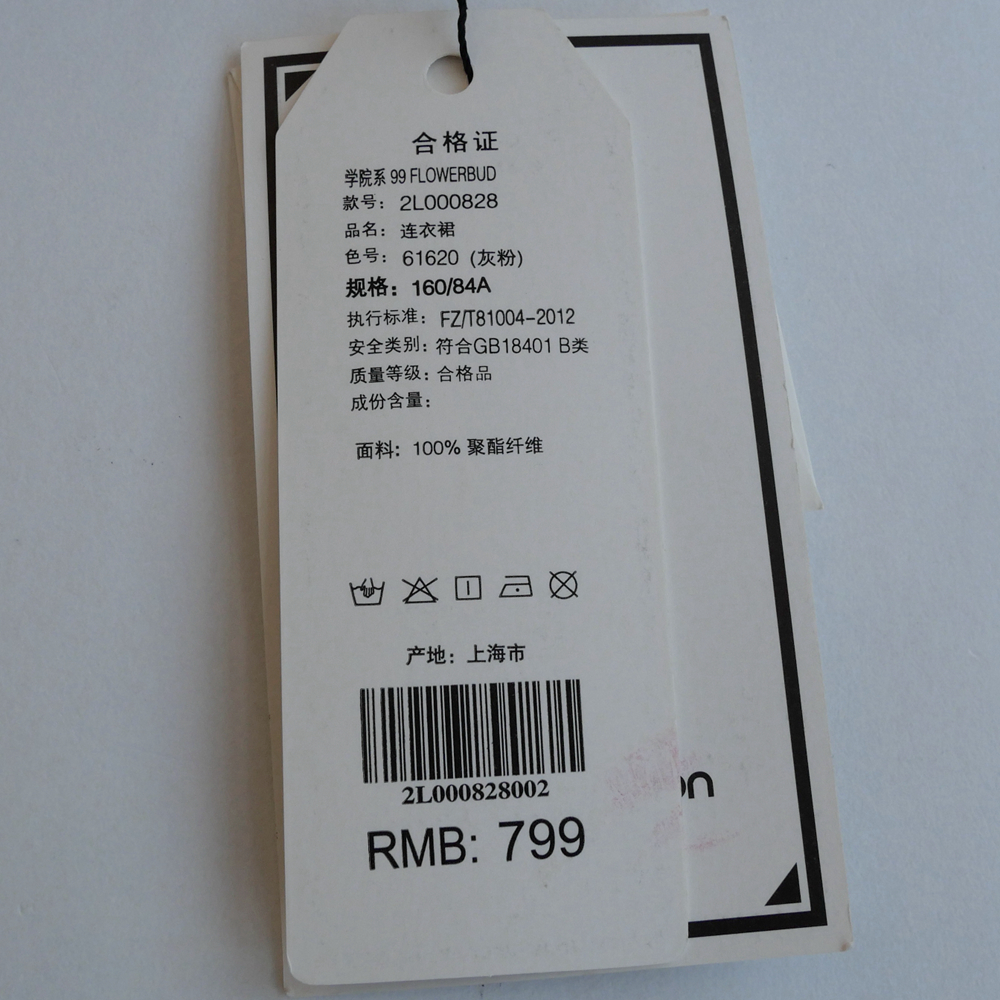 合格证
学院系 99 FLOWERBUD
款号： 2L000828
品名： 连衣裙
色号： 61620 (灰粉)
规格： 160/84A
执行标准： FZ/T81004-2012
安全类别：符合GB18401 B类
质量等级：合格品
成份含量：
面料： 100% 聚酯纤维
产地：上海市
2L000828002
RMB: 799